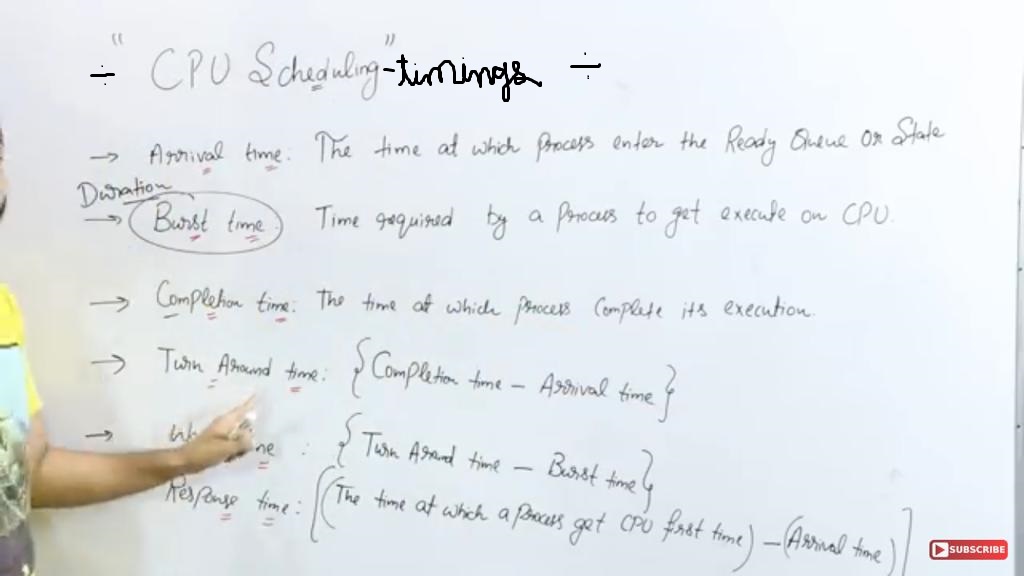 ÷ "CPU Scheduling"-timings ÷
→ Arrival time: The time at which Process enter the Ready Queue Or State
Duration
→ Burst time Time required by a Process to get execute on CPU.
→ Completion time: The time at which process Complete its execution.
→ Turn Around time: {Completion time - Arrival time}
→ : {Turn Around time - Burst time}
Response time: [(The time at which a process get CPU first time) - (Arrival time)]
SUBSCRIBE